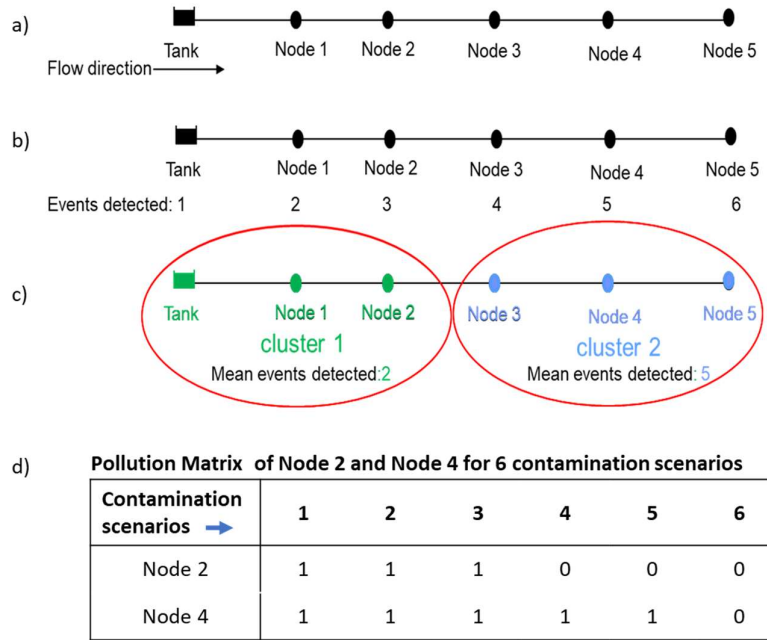 a)
Tank Node 1 Node 2 Node 3 Node 4 Node 5
Flow direction
b)
Tank Node 1 Node 2 Node 3 Node 4 Node 5
Events detected: 1 2 3 4 5 6
c)
Tank Node 1 Node 2 Node 3 Node 4 Node 5
cluster 1 cluster 2
Mean events detected:2 Mean events detected: 5
d) Pollution Matrix of Node 2 and Node 4 for 6 contamination scenarios
Contamination scenarios 1 2 3 4 5 6
Node 2 1 1 1 0 0 0
Node 4 1 1 1 1 1 0